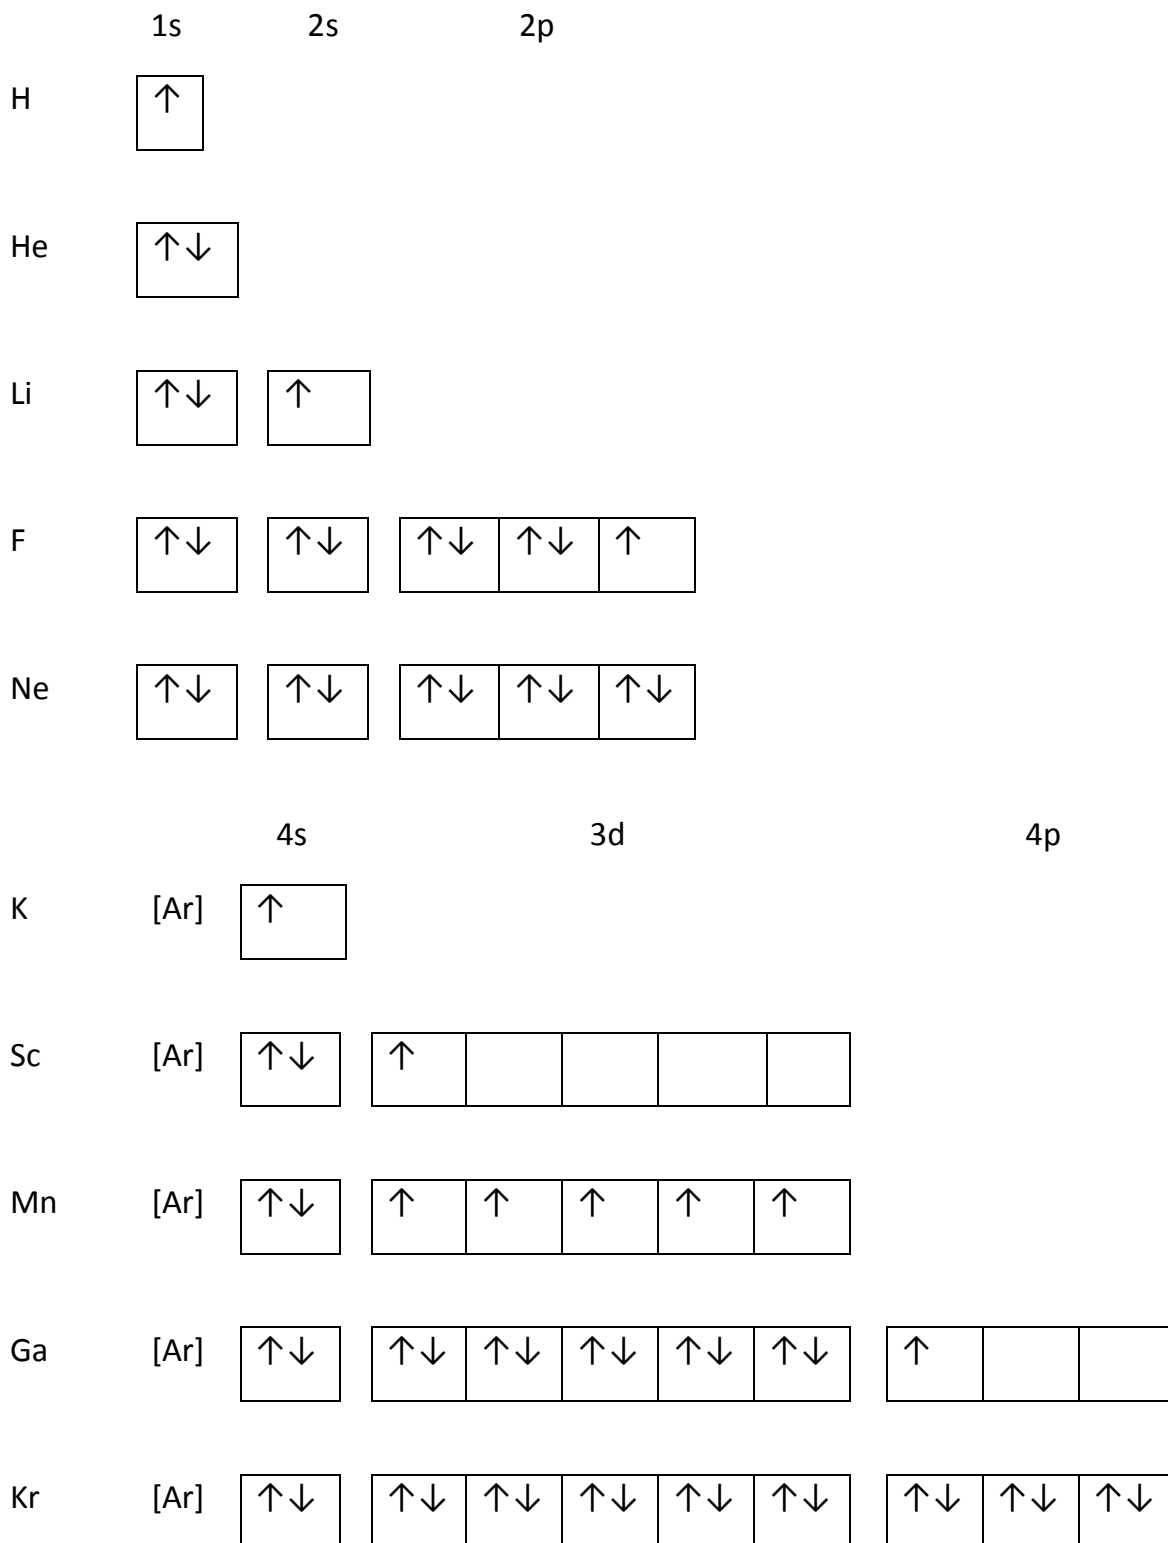 1s 2s 2p
H ↑
He ↑↓
Li ↑↓ ↑
F ↑↓ ↑↓ ↑↓ ↑↓ ↑
Ne ↑↓ ↑↓ ↑↓ ↑↓ ↑↓
4s 3d 4p
K [Ar] ↑
Sc [Ar] ↑↓ ↑
Mn [Ar] ↑↓ ↑ ↑ ↑ ↑ ↑
Ga [Ar] ↑↓ ↑↓ ↑↓ ↑↓ ↑↓ ↑↓ ↑
Kr [Ar] ↑↓ ↑↓ ↑↓ ↑↓ ↑↓ ↑↓ ↑↓ ↑↓ ↑↓